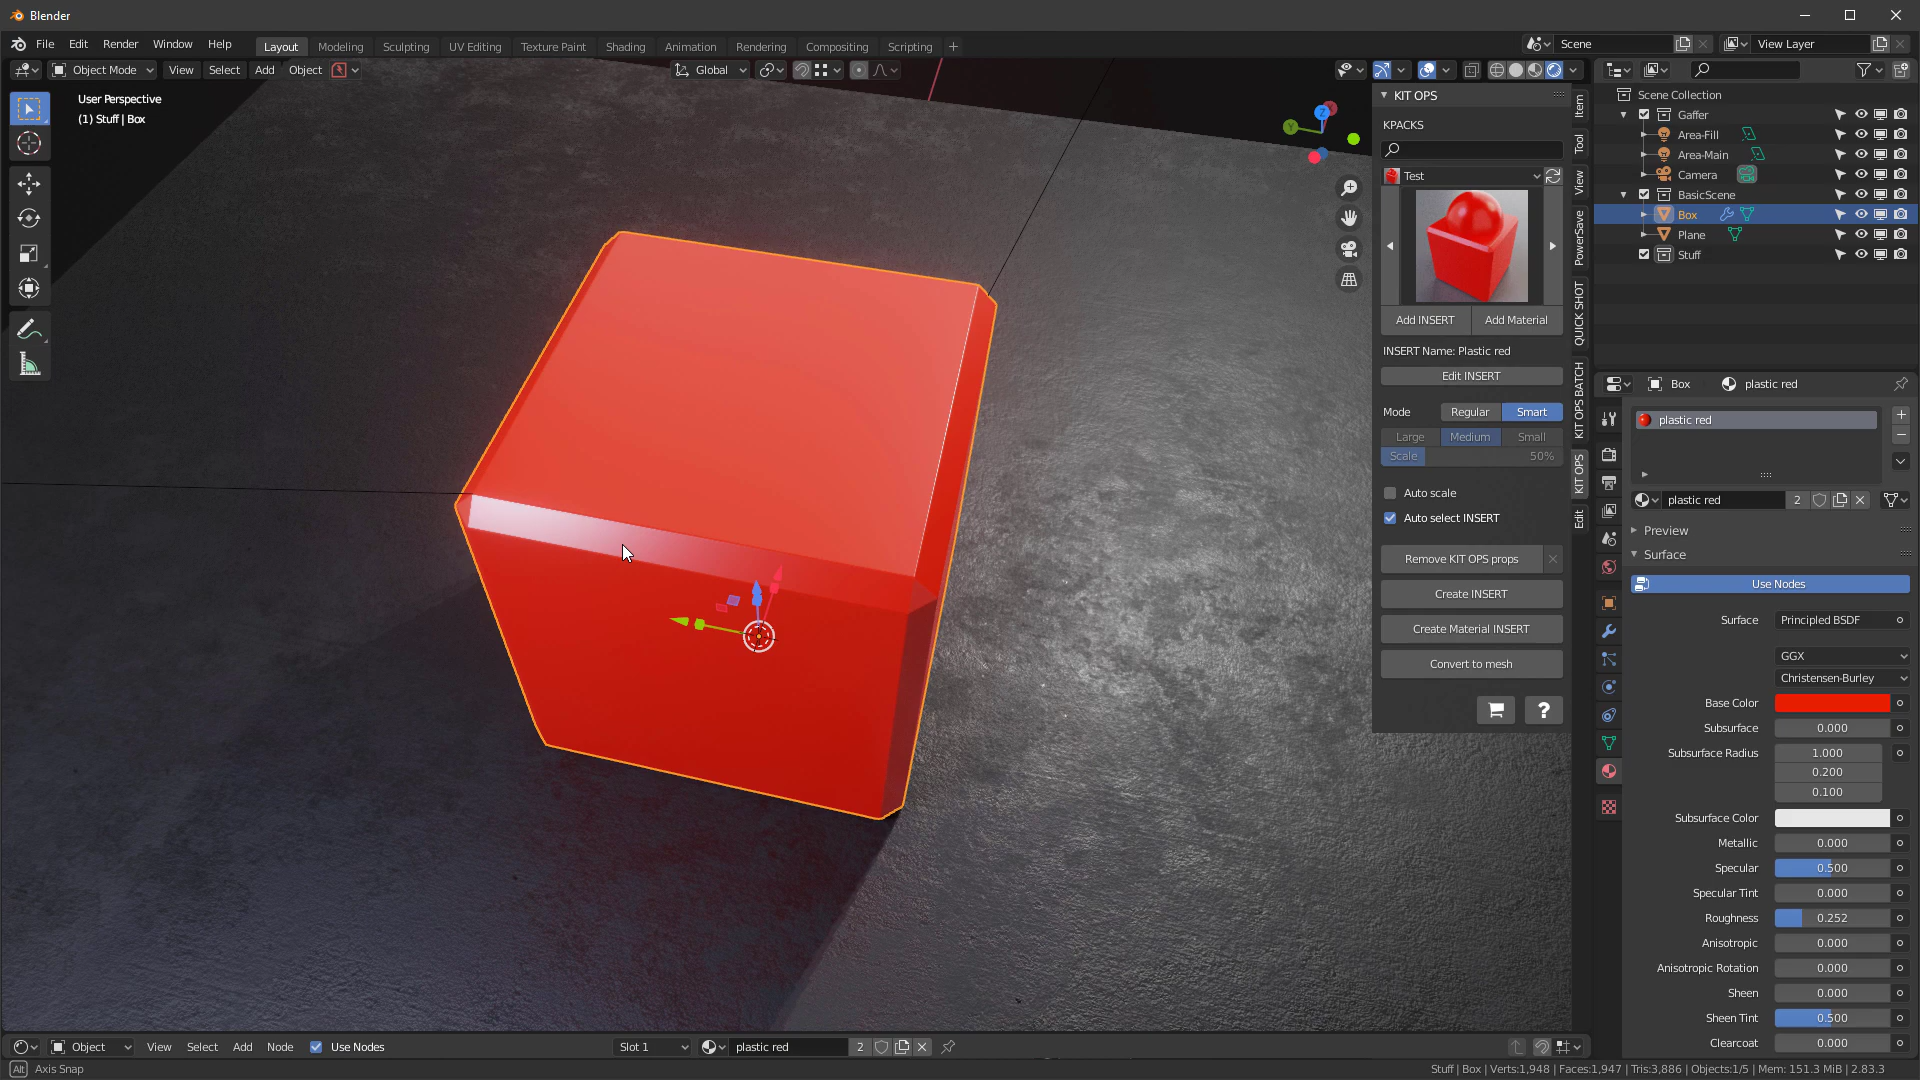 Blender
File Edit Render Window Help Layout Modeling Sculpting UV Editing Texture Paint Shading Animation Rendering Compositing Scripting + Scene View Layer
Object Mode View Select Add Object Global
User Perspective
(1) Stuff | Box
Z
Y
KIT OPS
KPACKS
Test
Add INSERT Add Material
INSERT Name: Plastic red
Edit INSERT
Mode Regular Smart
Large Medium Small
Scale 50%
Auto scale
Auto select INSERT
Remove KIT OPS props
Create INSERT
Create Material INSERT
Convert to mesh
?
Item
Tool
View
PowerSave
QUICK SHOT
KIT OPS BATCH
KIT OPS
Edit
Scene Collection
Gaffer
Area-Fill
Area-Main
Camera
BasicScene
Box
Plane
Stuff
Box plastic red
plastic red
plastic red 2
Preview
Surface
Use Nodes
Surface Principled BSDF
GGX
Christensen-Burley
Base Color
Subsurface 0.000
Subsurface Radius 1.000
0.200
0.100
Subsurface Color
Metallic 0.000
Specular 0.500
Specular Tint 0.000
Roughness 0.252
Anisotropic 0.000
Anisotropic Rotation 0.000
Sheen 0.000
Sheen Tint 0.500
Clearcoat 0.000
Object View Select Add Node Use Nodes Slot 1 plastic red 2
Alt Axis Snap
Stuff | Box | Verts:1,948 | Faces:1,947 | Tris:3,886 | Objects:1/5 | Mem: 151.3 MiB | 2.83.3